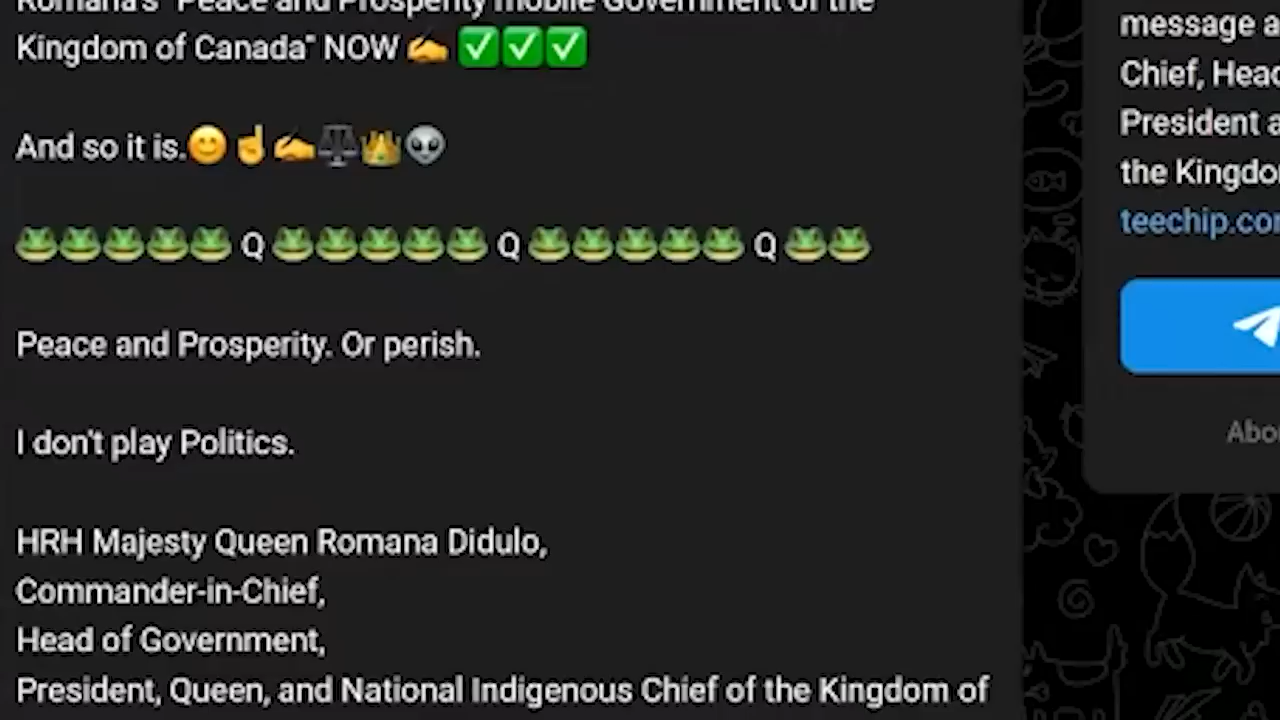 Romana's "Peace and Prosperity mobile Government of the
Kingdom of Canada" NOW ✍️ ✅✅✅
And so it is.😊☝️✍️⚖️👑👽
🐸🐸🐸🐸🐸 Q 🐸🐸🐸🐸🐸 Q 🐸🐸🐸🐸🐸 Q 🐸🐸
Peace and Prosperity. Or perish.
I don't play Politics.
HRH Majesty Queen Romana Didulo,
Commander-in-Chief,
Head of Government,
President, Queen, and National Indigenous Chief of the Kingdom of
message a
Chief, Head
President a
the Kingdo
teechip.co
Abo